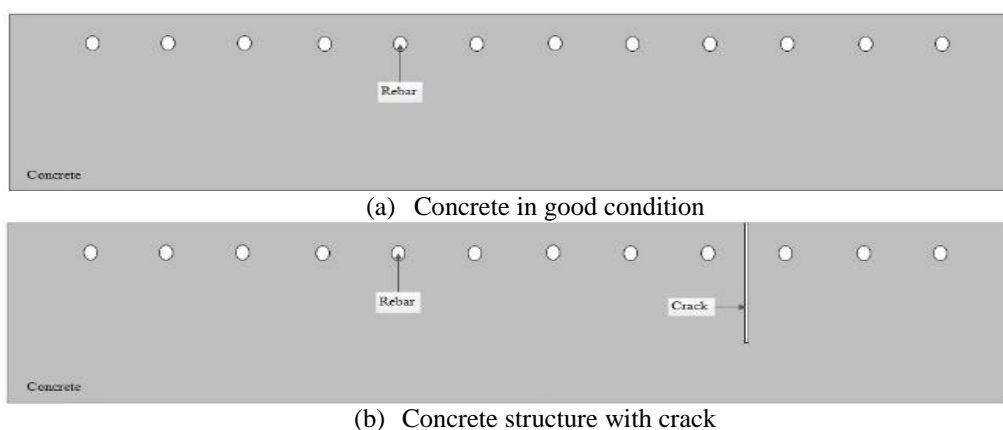 Rebar
Concrete
(a) Concrete in good condition
Rebar
Crack
Concrete
(b) Concrete structure with crack